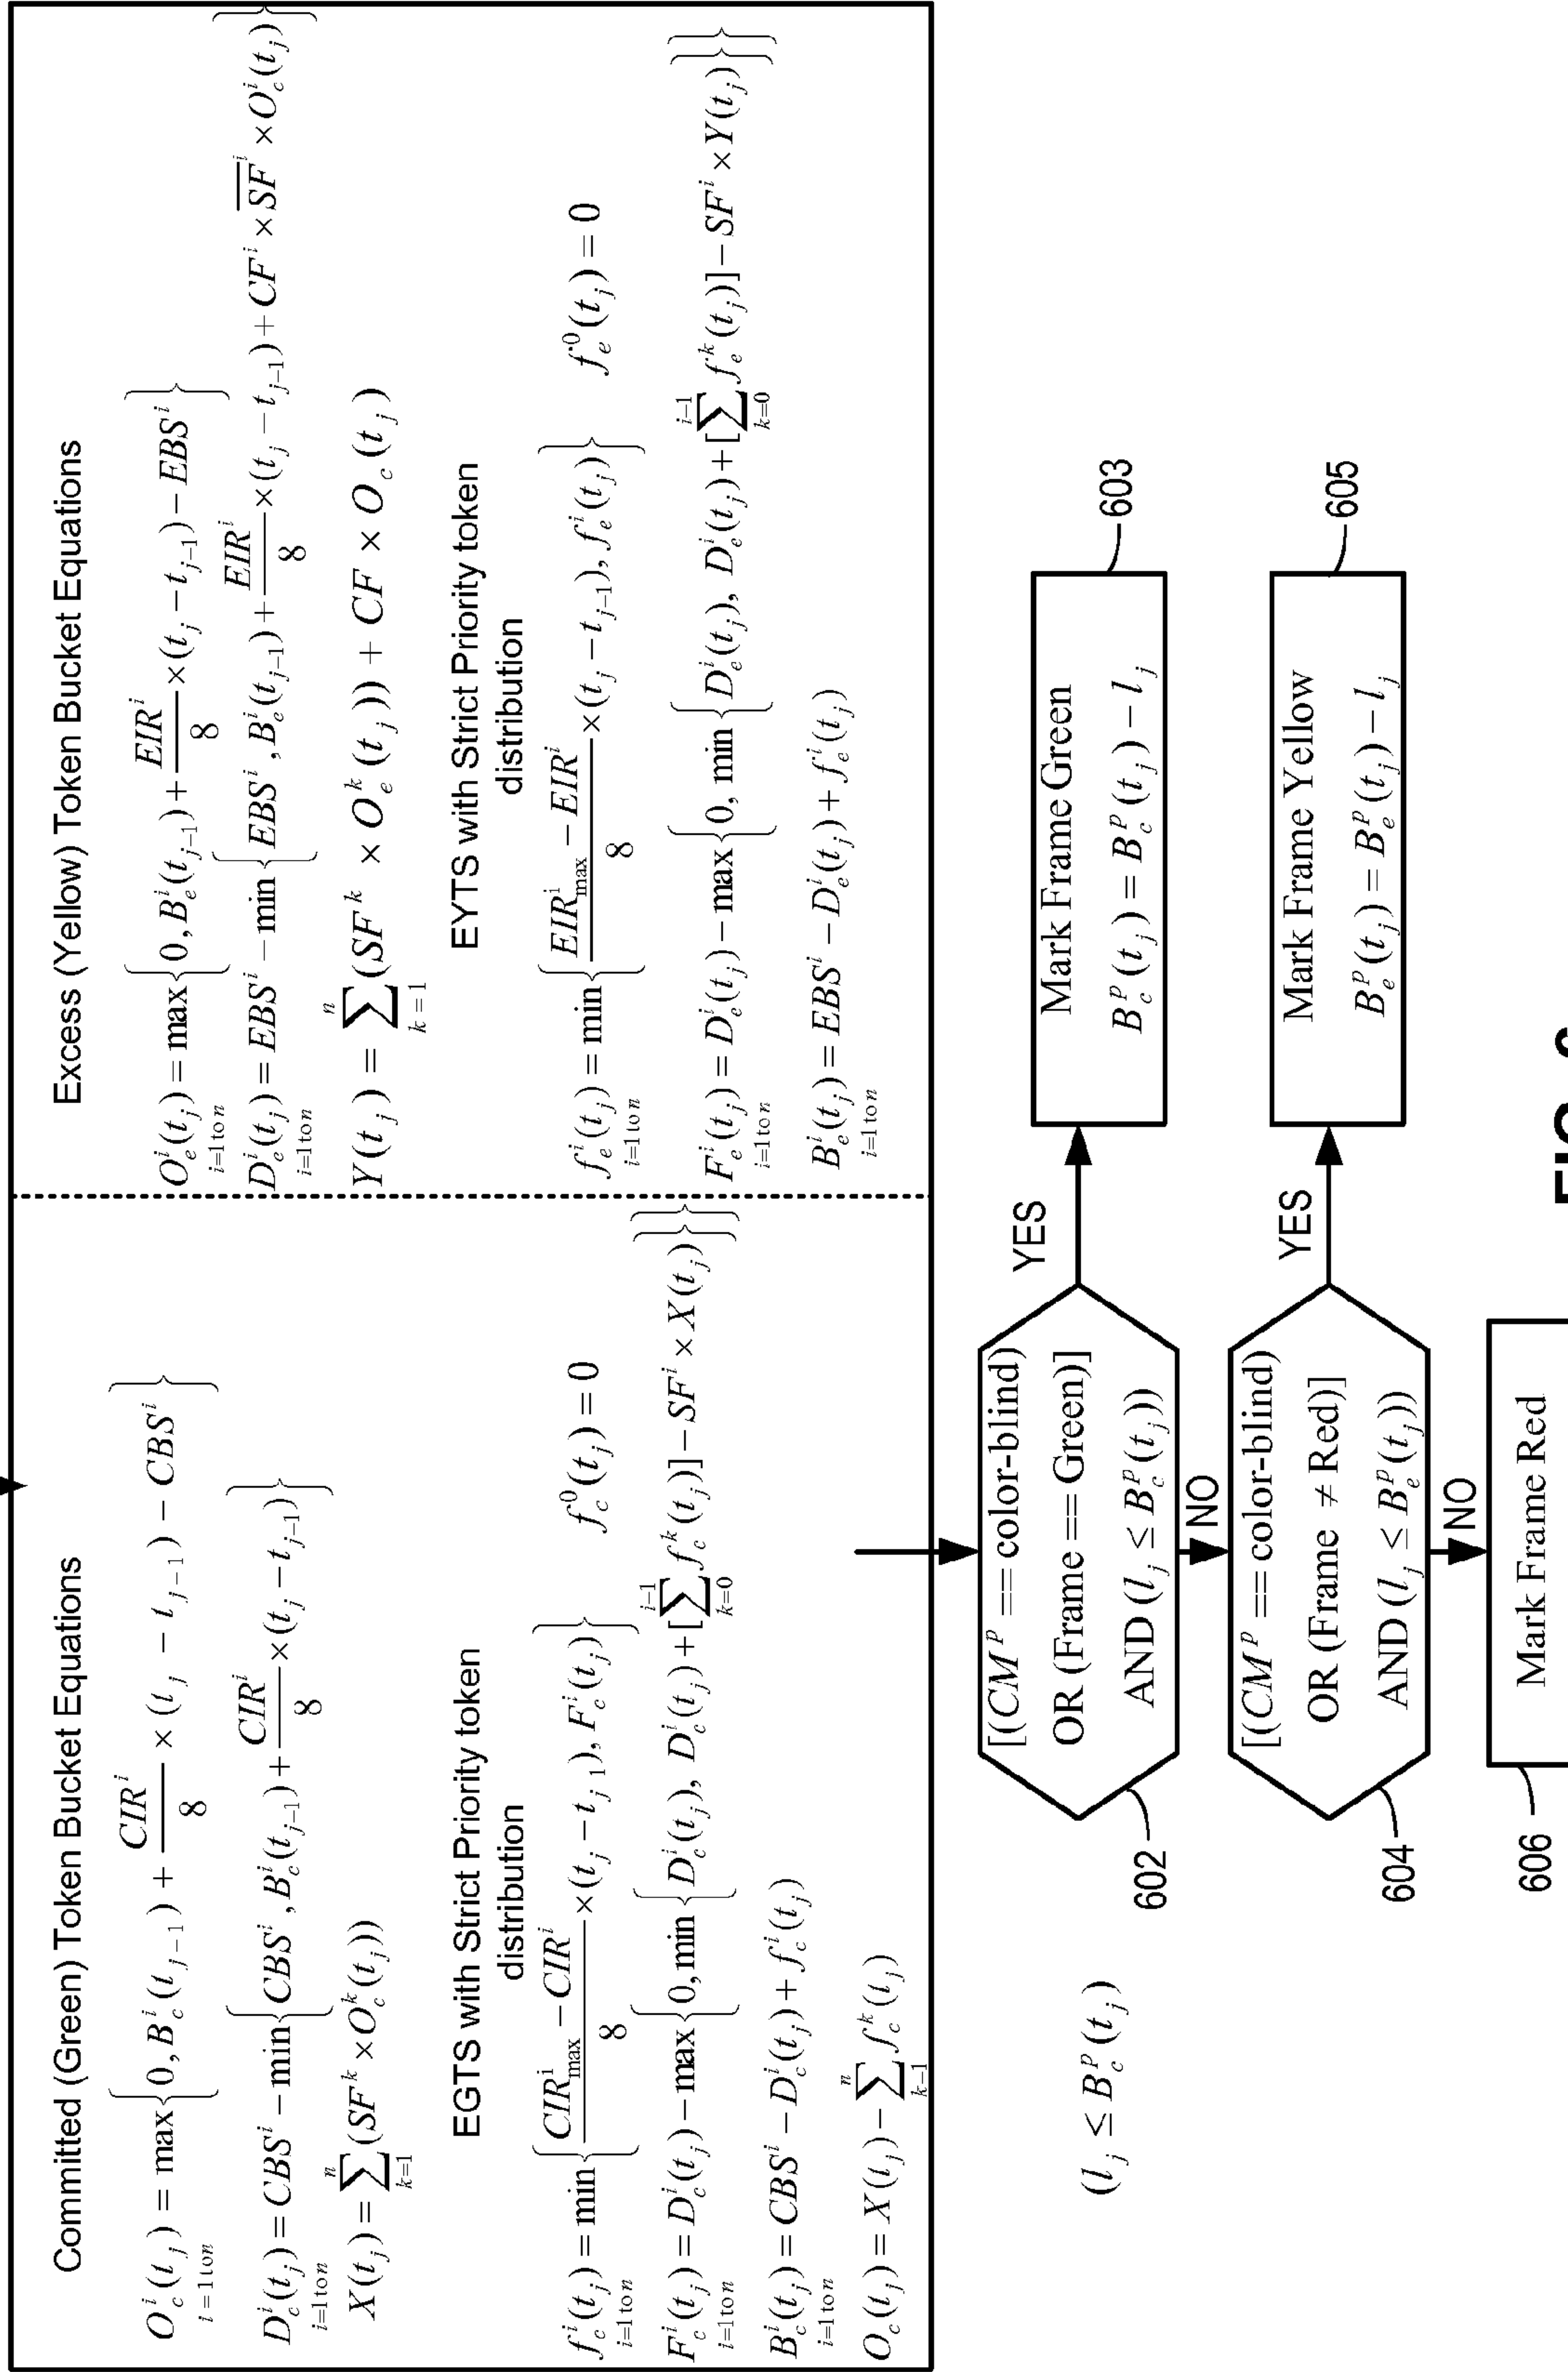 Committed (Green) Token Bucket Equations
O_c^i(t_j) = max{0, B_c^i(t_{j-1}) + CIR^i/8 × (t_j − t_{j-1}) − CBS^i}
i=1 to n
D_c^i(t_j) = CBS^i − min{CBS^i, B_c^i(t_{j-1}) + CIR^i/8 × (t_j − t_{j-1})}
i=1 to n
X(t_j) = ∑_{k=1}^{n} (SF^k × O_c^k(t_j))
EGTS with Strict Priority token
distribution
f_c^i(t_j) = min{(CIR_max^i − CIR^i)/8 × (t_j − t_{j 1}), F_c^i(t_j)} f_c^0(t_j) = 0
i=1 to n
F_c^i(t_j) = D_c^i(t_j) − max{0, min{D_c^i(t_j), D_c^i(t_j) + [∑_{k=0}^{i−1} f_c^k(t_j)] − SF^i × X(t_j)}}
i=1 to n
B_c^i(t_j) = CBS^i − D_c^i(t_j) + f_c^i(t_j)
i=1 to n
O_c(t_j) = X(t_j) − ∑_{k−1}^{n} f_c^k(t_j)
Excess (Yellow) Token Bucket Equations
O_e^i(t_j) = max{0, B_e^i(t_{j-1}) + EIR^i/8 × (t_j − t_{j-1}) − EBS^i}
i=1 to n
D_e^i(t_j) = EBS^i − min{EBS^i, B_e^i(t_{j-1}) + EIR^i/8 × (t_j − t_{j-1}) + CF^i × S̅F̅^i × O_c^i(t_j)}
i=1 to n
Y(t_j) = ∑_{k=1}^{n} (SF^k × O_e^k(t_j)) + CF × O_c(t_j)
EYTS with Strict Priority token
distribution
f_e^i(t_j) = min{(EIR_max^i − EIR^i)/8 × (t_j − t_{j-1}), f_e^i(t_j)} f_e^0(t_j) = 0
i=1 to n
F_e^i(t_j) = D_e^i(t_j) − max{0, min{D_e^i(t_j), D_e^i(t_j) + [∑_{k=0}^{i−1} f_e^k(t_j)] − SF^i × Y(t_j)}}
i=1 to n
B_e^i(t_j) = EBS^i − D_e^i(t_j) + f_e^i(t_j)
i=1 to n
(l_j ≤ B_c^p(t_j)
602
[(CM^p == color-blind)
OR (Frame == Green)]
AND (l_j ≤ B_c^p(t_j))
YES
603
Mark Frame Green
B_c^p(t_j) = B_c^p(t_j) − l_j
NO
604
[(CM^p == color-blind)
OR (Frame ≠ Red)]
AND (l_j ≤ B_e^p(t_j))
YES
605
Mark Frame Yellow
B_e^p(t_j) = B_e^p(t_j) − l_j
NO
606
Mark Frame Red